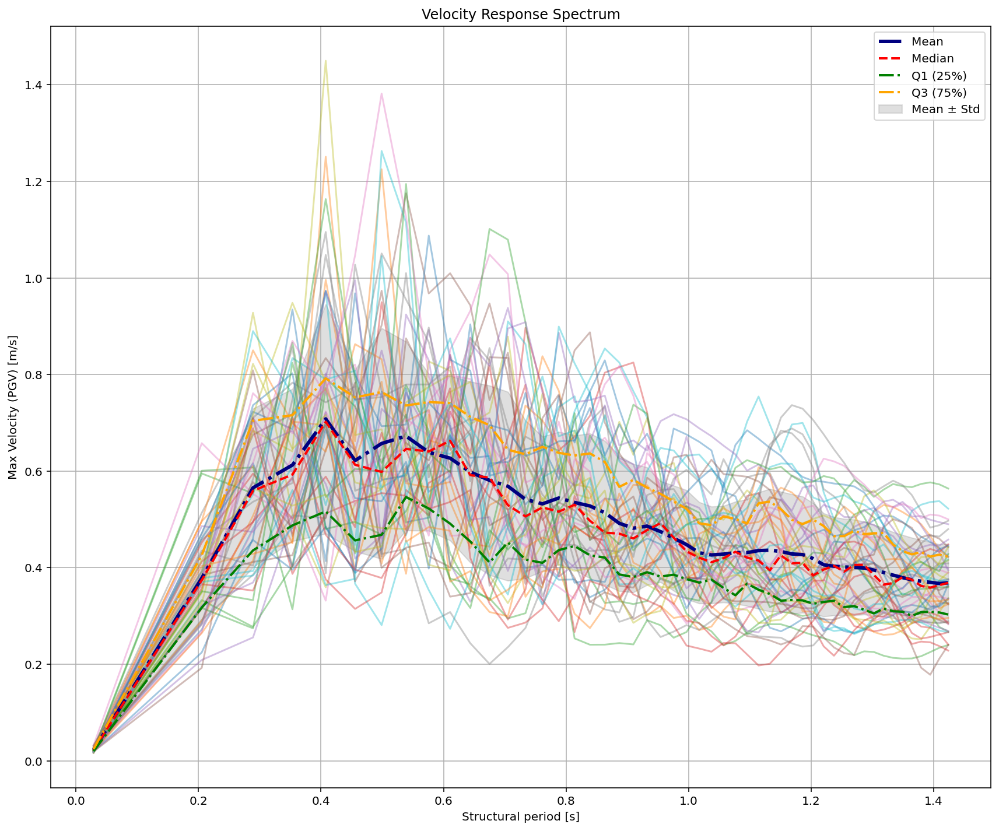 Velocity Response Spectrum
Mean
Median
Q1 (25%)
Q3 (75%)
Mean ± Std
Max Velocity (PGV) [m/s]
1.4
1.2
1.0
0.8
0.6
0.4
0.2
0.0
0.0 0.2 0.4 0.6 0.8 1.0 1.2 1.4
Structural period [s]